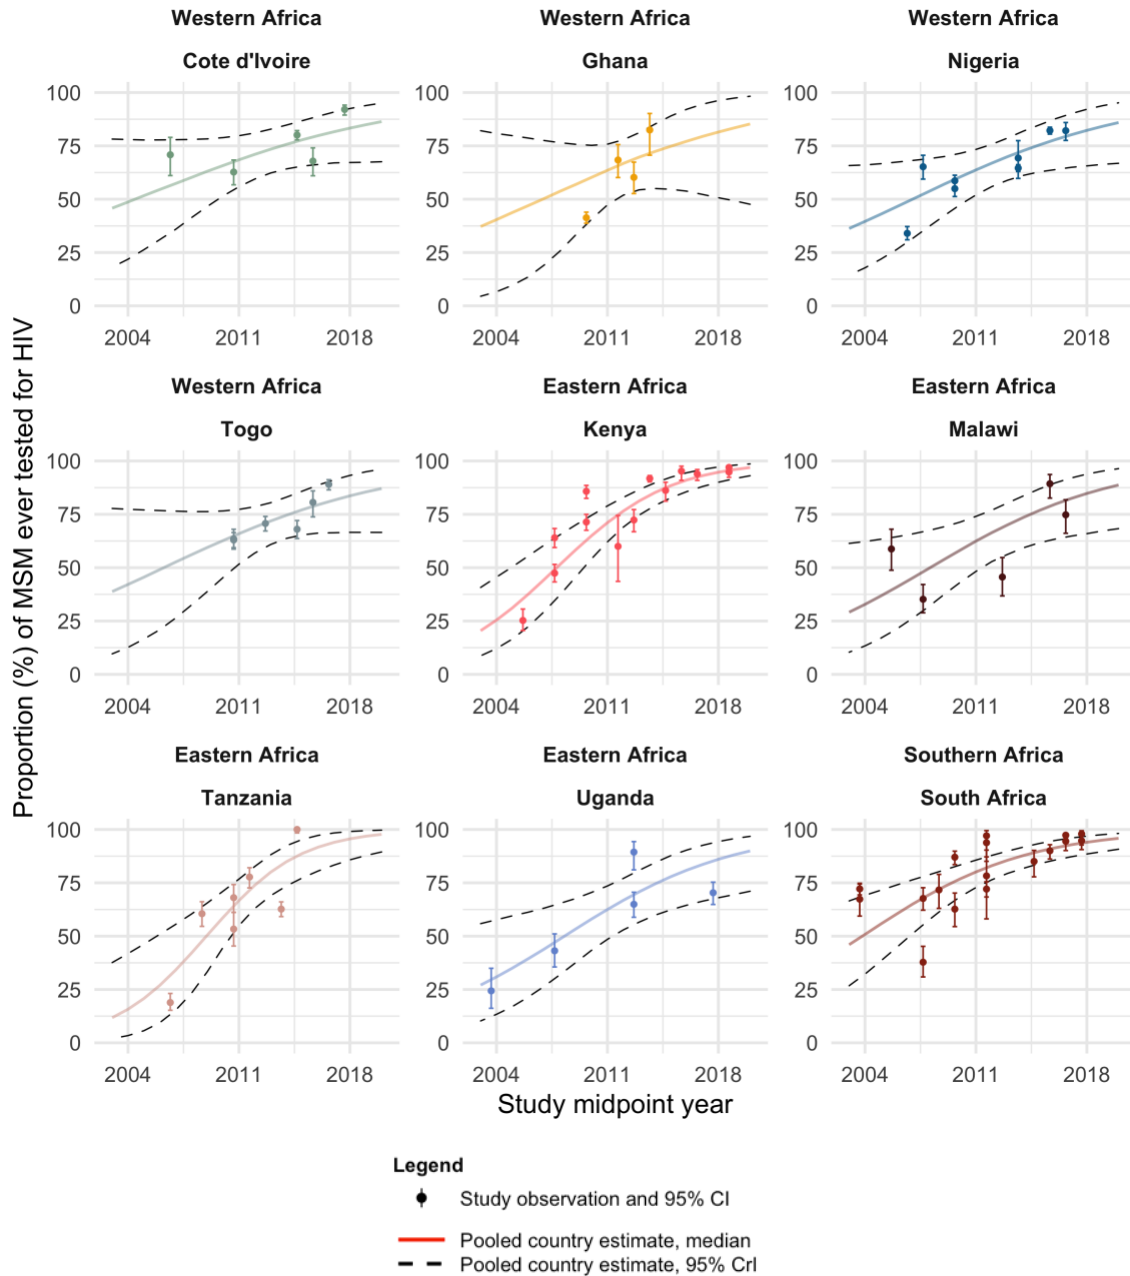 Western Africa Western Africa Western Africa
Cote d'Ivoire Ghana Nigeria
100 100 100
75 75 75
50 50 50
25 25 25
0 0 0
2004 2011 2018 2004 2011 2018 2004 2011 2018
Western Africa Eastern Africa Eastern Africa
Togo Kenya Malawi
100 100 100
75 75 75
50 50 50
25 25 25
0 0 0
2004 2011 2018 2004 2011 2018 2004 2011 2018
Eastern Africa Eastern Africa Southern Africa
Tanzania Uganda South Africa
100 100 100
75 75 75
50 50 50
25 25 25
0 0 0
2004 2011 2018 2004 2011 2018 2004 2011 2018
Proportion (%) of MSM ever tested for HIV
Study midpoint year
Legend
Study observation and 95% CI
Pooled country estimate, median
Pooled country estimate, 95% CrI